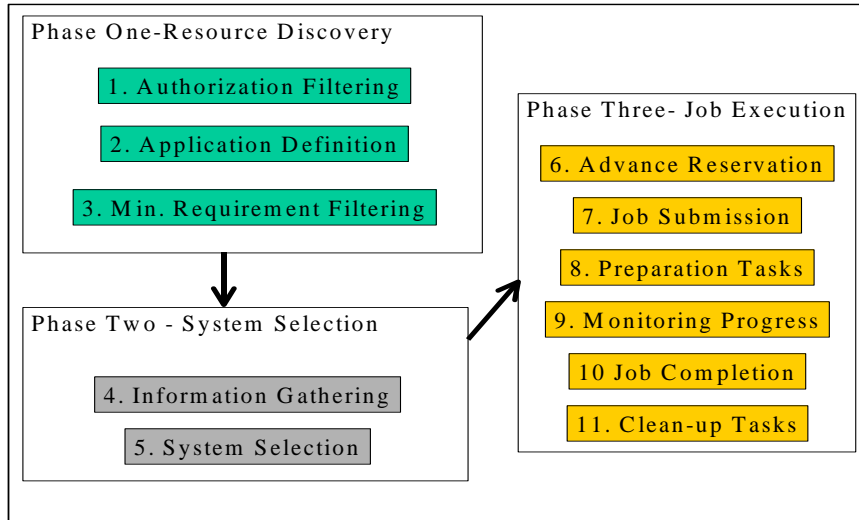 Phase One-Resource Discovery
1. Authorization Filtering
2. Application Definition
3. Min. Requirement Filtering
Phase Two - System Selection
4. Information Gathering
5. System Selection
Phase Three- Job Execution
6. Advance Reservation
7. Job Submission
8. Preparation Tasks
9. Monitoring Progress
10 Job Completion
11. Clean-up Tasks